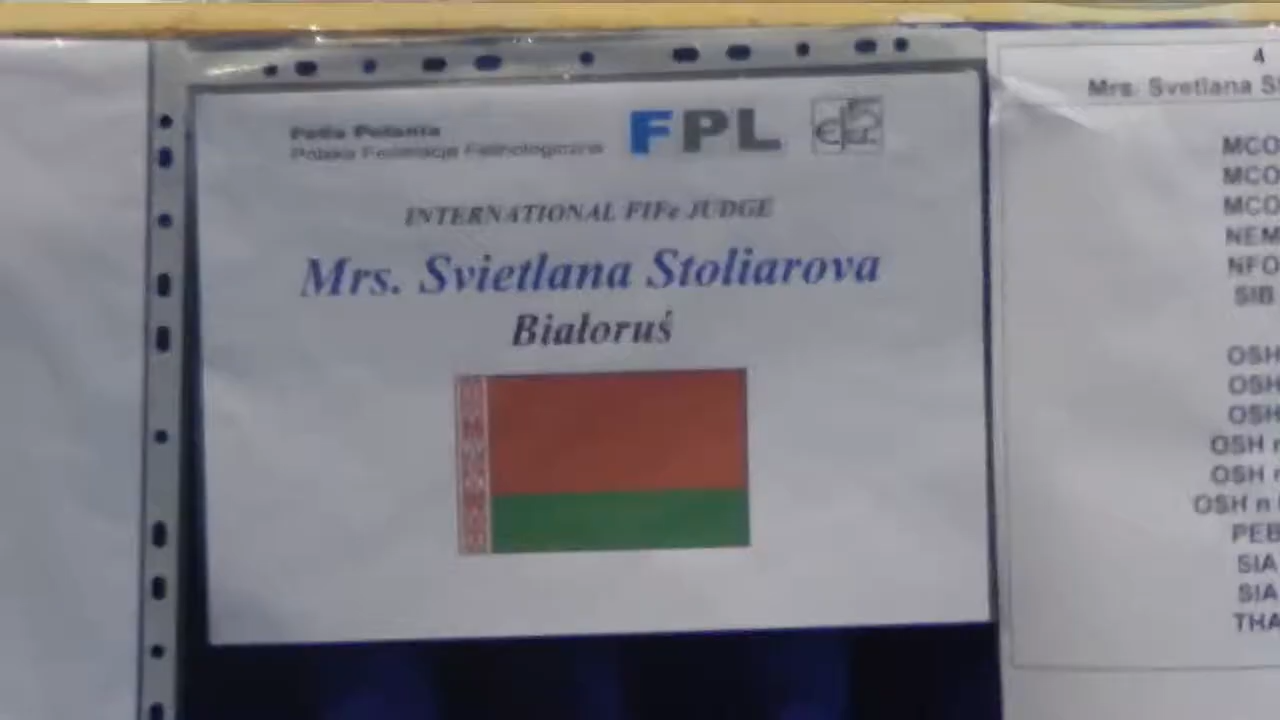 Felis Polonia
Polska Federacja Felinologiczna
FPL
INTERNATIONAL FIFe JUDGE
Mrs. Svietlana Stoliarova
Białoruś
4
Mrs. Svetlana
MCO
MCO
MCO
NEM
NFO
SIB
OSH
OSH
OSH
OSH
OSH
OSH n
PEB
SIA
SIA
THA